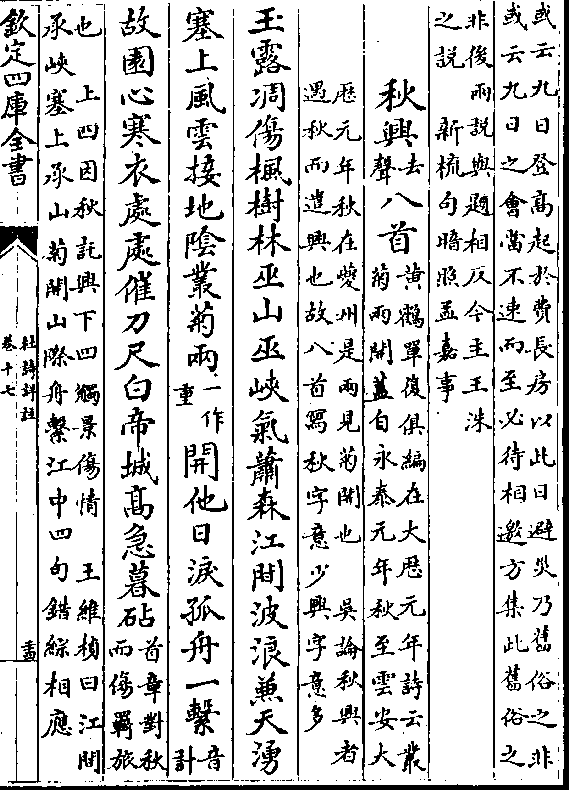 或云九日登高起於費長房以此日避災乃舊俗之非
或云九日之會當不速而至必待相邀方集此舊俗之
非後兩說與題相反今主王洙
之說　新梳句暗照孟嘉事
秋興去聲八首黃鶴單復俱編在大歷元年詩云叢
菊兩開蓋自永泰元年秋至雲安大
歷元年秋在夔州是兩見菊開也　吳論秋興者
遇秋而遣興也故八首寫秋字意少興字意多
玉露凋傷楓樹林巫山巫峽氣蕭森江間波浪兼天湧
塞上風雲接地陰叢菊兩一作重開他日淚孤舟一繫音計
故園心寒衣處處催刀尺白帝城高急暮砧首章對秋
而傷羇旅
也　上四因秋託興下四觸景傷情　王維楨曰江間
承峽塞上承山菊開山際舟繫江中四句錯綜相應
欽定四庫全書
杜詩詳註
卷十七